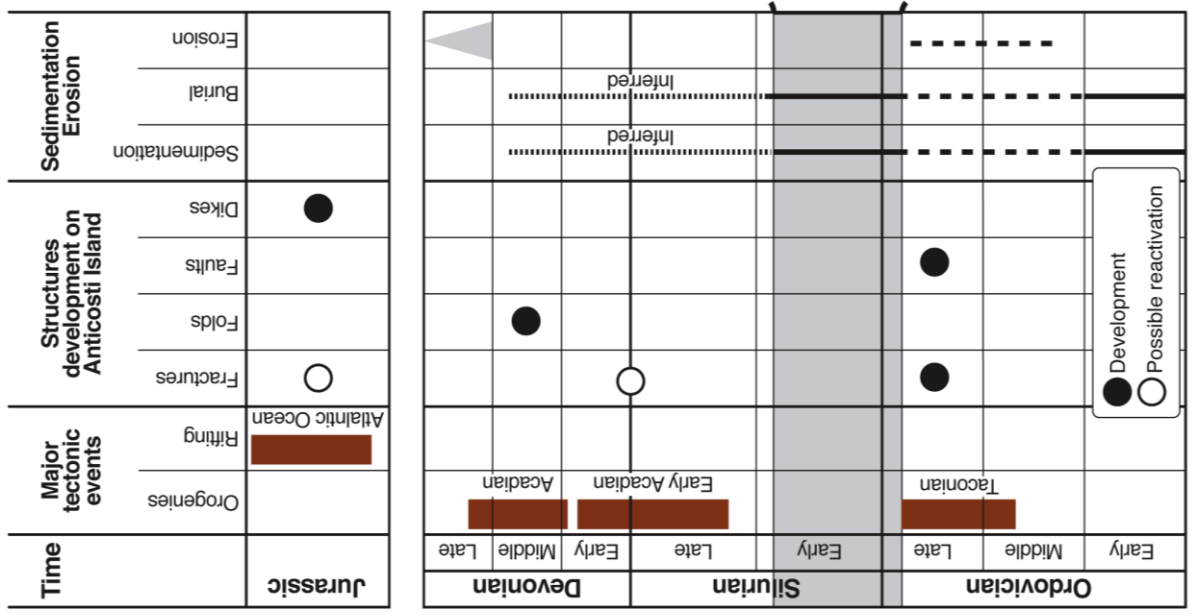 Ordovician
Silurian
Devonian
Jurassic
Time
Early
Middle
Late
Early
Late
Early
Middle
Late
Taconian
Early Acadian
Acadian
Orogenies
Atlaintic Ocean
Rifting
Major
tectonic
events
Fractures
Folds
Faults
Dikes
Structures
development on
Anticosti Island
Development
Possible reactivation
Inferred
Sedimentation
Inferred
Burial
Erosion
Sedimentation
Erosion